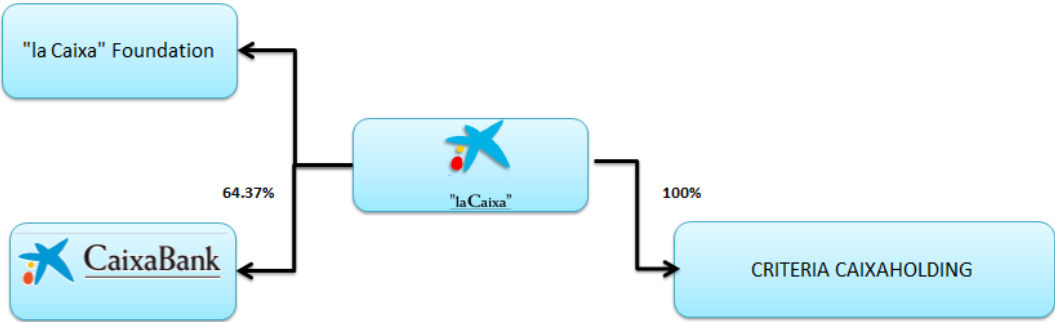 "la Caixa" Foundation
64.37%
"laCaixa"
100%
CaixaBank
CRITERIA CAIXAHOLDING